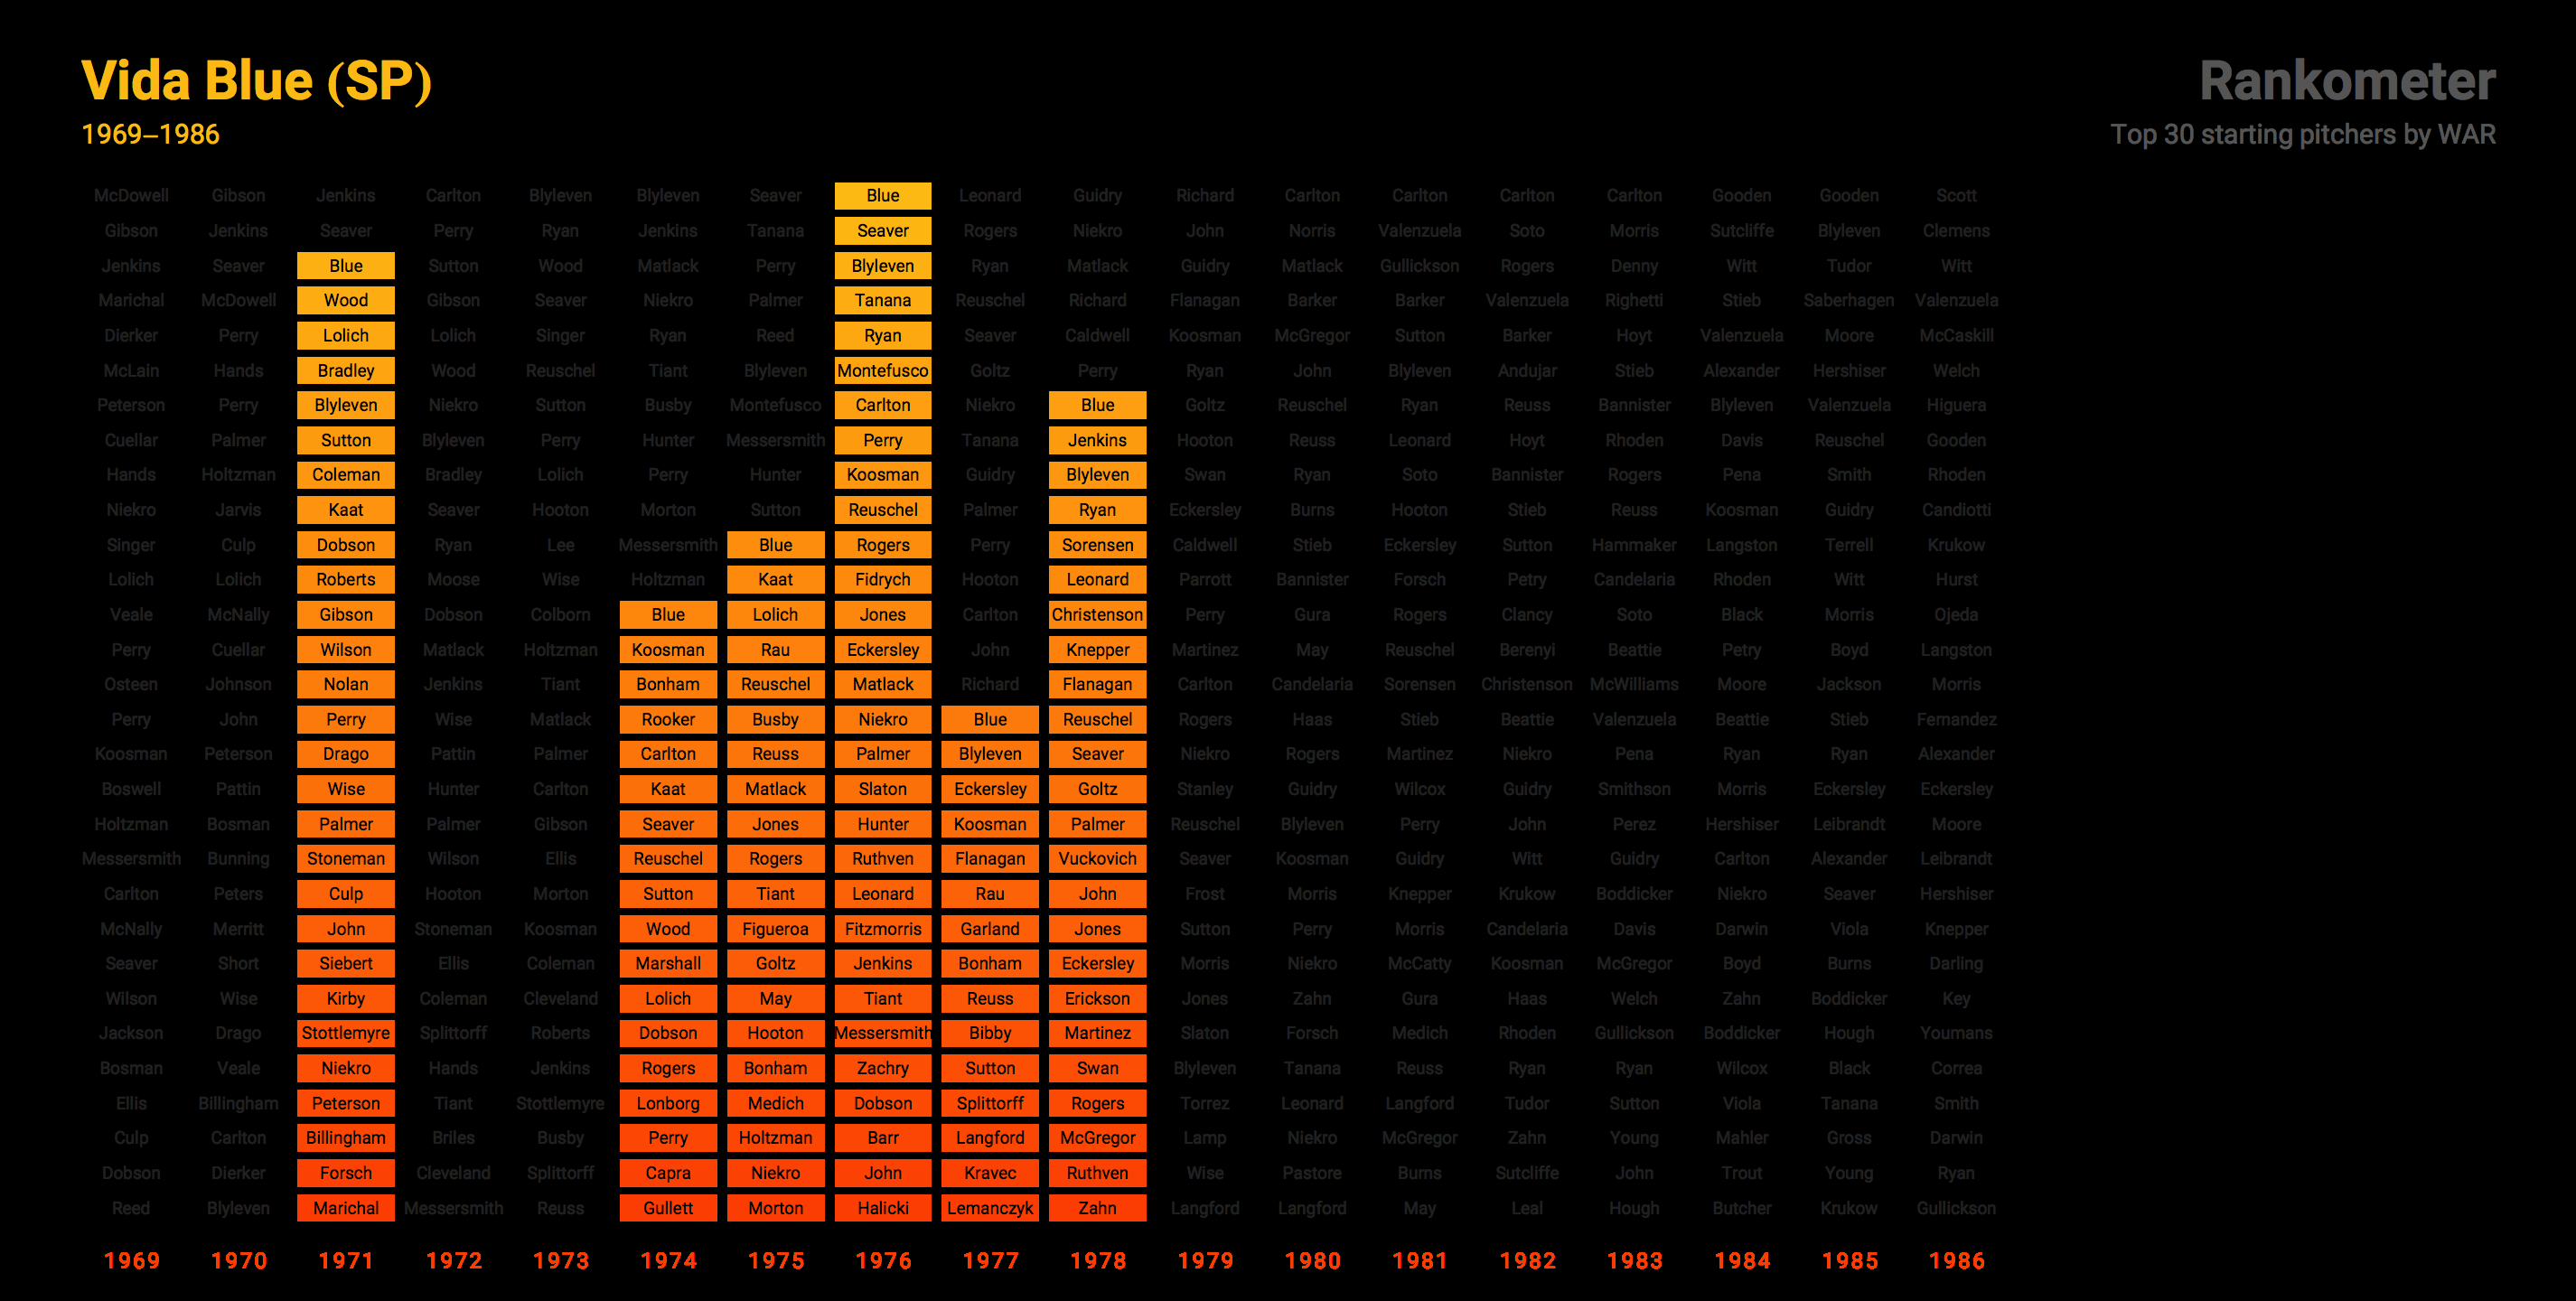 Vida Blue (SP)
Rankometer
1969–1986
Top 30 starting pitchers by WAR
McDowell Gibson Jenkins Carlton Blyleven Blyleven Seaver Blue Leonard Guidry Richard Carlton Carlton Carlton Carlton Gooden Gooden Scott
Gibson Jenkins Seaver Perry Ryan Jenkins Tanana Seaver Rogers Niekro John Norris Valenzuela Soto Morris Sutcliffe Blyleven Clemens
Jenkins Seaver Blue Sutton Wood Matlack Perry Blyleven Ryan Matlack Guidry Matlack Gullickson Rogers Denny Witt Tudor Witt
Marichal McDowell Wood Gibson Seaver Niekro Palmer Tanana Reuschel Richard Flanagan Barker Barker Valenzuela Righetti Stieb Saberhagen Valenzuela
Dierker Perry Lolich Lolich Singer Ryan Reed Ryan Seaver Caldwell Koosman McGregor Sutton Barker Hoyt Valenzuela Moore McCaskill
McLain Hands Bradley Wood Reuschel Tiant Blyleven Montefusco Goltz Perry Ryan John Blyleven Andujar Stieb Alexander Hershiser Welch
Peterson Perry Blyleven Niekro Sutton Busby Montefusco Carlton Niekro Blue Goltz Reuschel Ryan Reuss Bannister Blyleven Valenzuela Higuera
Cuellar Palmer Sutton Blyleven Perry Hunter Messersmith Perry Tanana Jenkins Hooton Reuss Leonard Hoyt Rhoden Davis Reuschel Gooden
Hands Holtzman Coleman Bradley Lolich Perry Hunter Koosman Guidry Blyleven Swan Ryan Soto Bannister Rogers Pena Smith Rhoden
Niekro Jarvis Kaat Seaver Hooton Morton Sutton Reuschel Palmer Ryan Eckersley Burns Hooton Stieb Reuss Koosman Guidry Candiotti
Singer Culp Dobson Ryan Lee Messersmith Blue Rogers Perry Sorensen Caldwell Stieb Eckersley Sutton Hammaker Langston Terrell Krukow
Lolich Lolich Roberts Moose Wise Holtzman Kaat Fidrych Hooton Leonard Parrott Bannister Forsch Petry Candelaria Rhoden Witt Hurst
Veale McNally Gibson Dobson Colborn Blue Lolich Jones Carlton Christenson Perry Gura Rogers Clancy Soto Black Morris Ojeda
Perry Cuellar Wilson Matlack Holtzman Koosman Rau Eckersley John Knepper Martinez May Reuschel Berenyi Beattie Petry Boyd Langston
Osteen Johnson Nolan Jenkins Tiant Bonham Reuschel Matlack Richard Flanagan Carlton Candelaria Sorensen Christenson McWilliams Moore Jackson Morris
Perry John Perry Wise Matlack Rooker Busby Niekro Blue Reuschel Rogers Haas Stieb Beattie Valenzuela Beattie Stieb Fernandez
Koosman Peterson Drago Pattin Palmer Carlton Reuss Palmer Blyleven Seaver Niekro Rogers Martinez Niekro Pena Ryan Ryan Alexander
Boswell Pattin Wise Hunter Carlton Kaat Matlack Slaton Eckersley Goltz Stanley Guidry Wilcox Guidry Smithson Morris Eckersley Eckersley
Holtzman Bosman Palmer Palmer Gibson Seaver Jones Hunter Koosman Palmer Reuschel Blyleven Perry John Perez Hershiser Leibrandt Moore
Messersmith Bunning Stoneman Wilson Ellis Reuschel Rogers Ruthven Flanagan Vuckovich Seaver Koosman Guidry Witt Guidry Carlton Alexander Leibrandt
Carlton Peters Culp Hooton Morton Sutton Tiant Leonard Rau John Frost Morris Knepper Krukow Boddicker Niekro Seaver Hershiser
McNally Merritt John Stoneman Koosman Wood Figueroa Fitzmorris Garland Jones Sutton Perry Morris Candelaria Davis Darwin Viola Knepper
Seaver Short Siebert Ellis Coleman Marshall Goltz Jenkins Bonham Eckersley Morris Niekro McCatty Koosman McGregor Boyd Burns Darling
Wilson Wise Kirby Coleman Cleveland Lolich May Tiant Reuss Erickson Jones Zahn Gura Haas Welch Zahn Boddicker Key
Jackson Drago Stottlemyre Splittorff Roberts Dobson Hooton Messersmith Bibby Martinez Slaton Forsch Medich Rhoden Gullickson Boddicker Hough Youmans
Bosman Veale Niekro Hands Jenkins Rogers Bonham Zachry Sutton Swan Blyleven Tanana Reuss Ryan Ryan Wilcox Black Correa
Ellis Billingham Peterson Tiant Stottlemyre Lonborg Medich Dobson Splittorff Rogers Torrez Leonard Langford Tudor Sutton Viola Tanana Smith
Culp Carlton Billingham Briles Busby Perry Holtzman Barr Langford McGregor Lamp Niekro McGregor Zahn Young Mahler Gross Darwin
Dobson Dierker Forsch Cleveland Splittorff Capra Niekro John Kravec Ruthven Wise Pastore Burns Sutcliffe John Trout Young Ryan
Reed Blyleven Marichal Messersmith Reuss Gullett Morton Halicki Lemanczyk Zahn Langford Langford May Leal Hough Butcher Krukow Gullickson
1969 1970 1971 1972 1973 1974 1975 1976 1977 1978 1979 1980 1981 1982 1983 1984 1985 1986